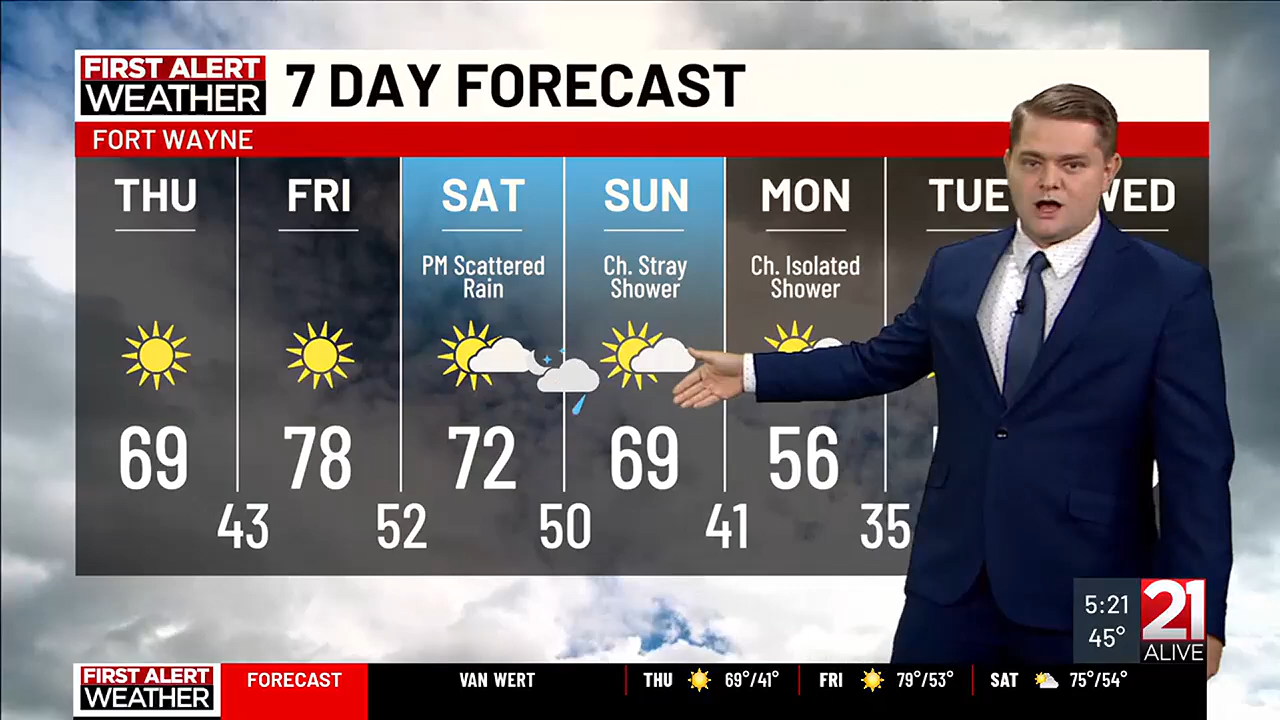 FIRST ALERT
WEATHER
7 DAY FORECAST
FORT WAYNE
THU
FRI
SAT
SUN
MON
TUE
WED
PM Scattered
Rain
Ch. Stray
Shower
Ch. Isolated
Shower
69
78
72
69
56
43
52
50
41
35
5:21
45°
21
ALIVE
FIRST ALERT
WEATHER
FORECAST
VAN WERT
THU 69°/41°
FRI 79°/53°
SAT 75°/54°